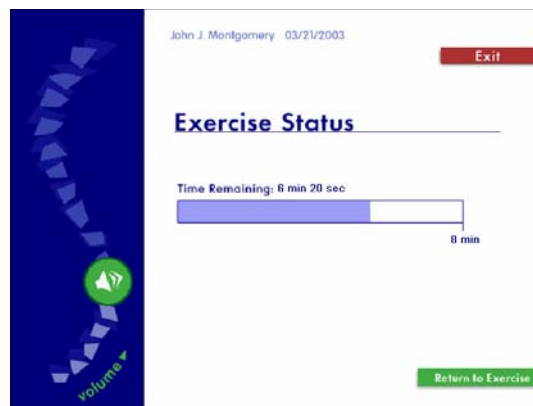 John J. Montgomery 03/21/2003
Exit
Exercise Status
Time Remaining: 6 min 20 sec
8 min
volume
Return to Exercise